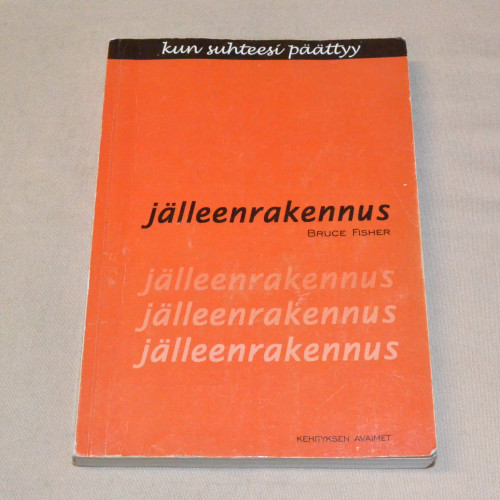 kun suhteesi päättyy
jälleenrakennus
BRUCE FISHER
jälleenrakennus
jälleenrakennus
jälleenrakennus
KEHITYKSEN AVAIMET